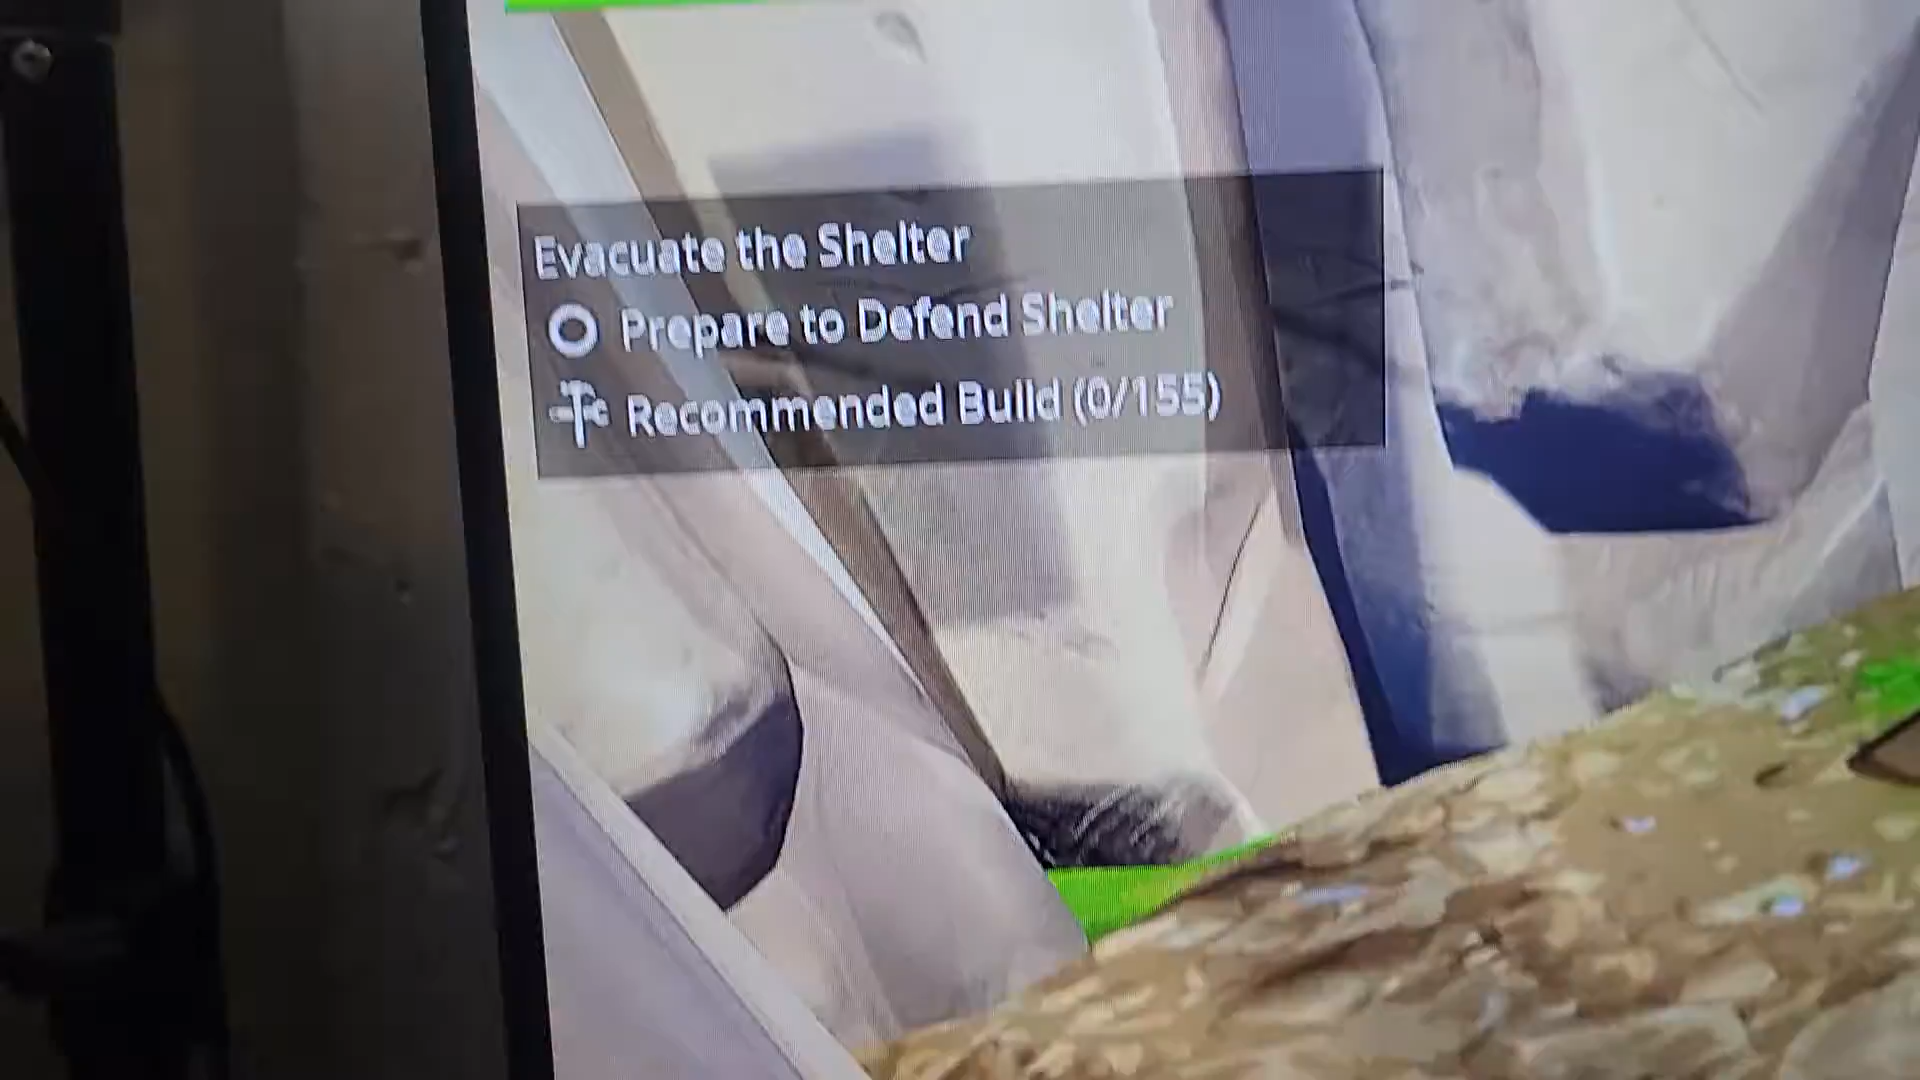 Evacuate the Shelter
Prepare to Defend Shelter
Recommended Build (0/155)